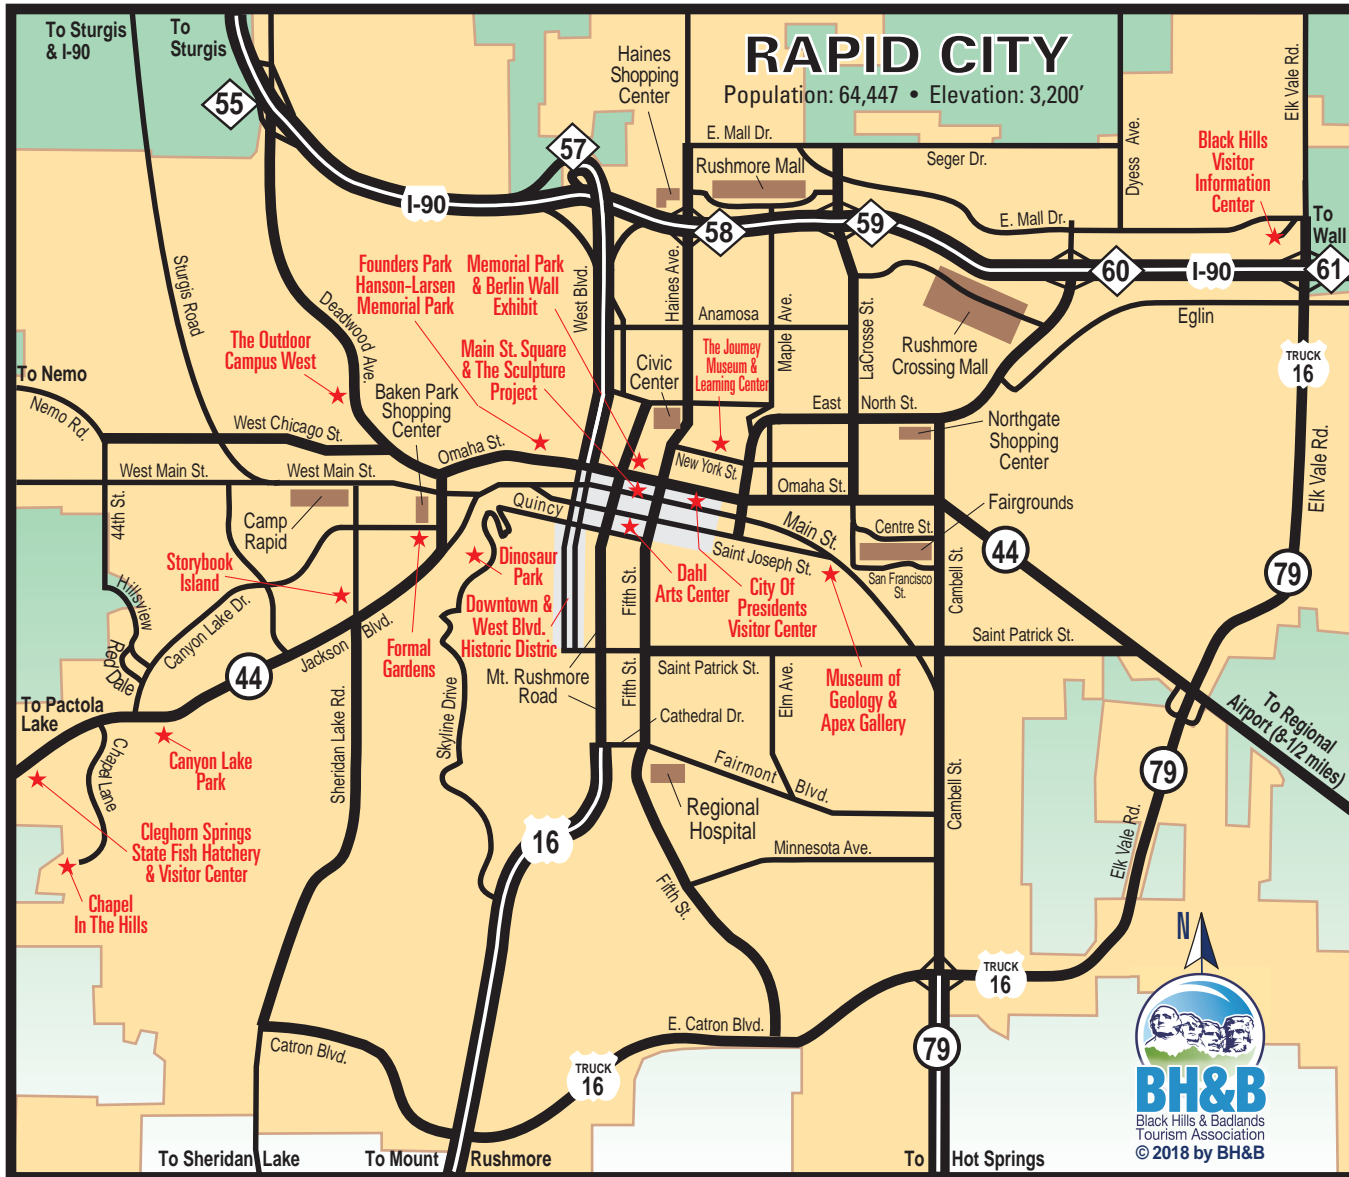 To Sturgis
& I-90
To
Sturgis
Haines
Shopping
Center
RAPID CITY
Population: 64,447 • Elevation: 3,200′
Elk Vale Rd.
55
57
E. Mall Dr.
Seger Dr.
Dyess Ave.
Black Hills
Visitor
Information
Center
Rushmore Mall
I-90
58
59
E. Mall Dr.
To
Wall
60
I-90
61
Sturgis Road
Founders Park
Hanson-Larsen
Memorial Park
Memorial Park
& Berlin Wall
Exhibit
West Blvd.
Haines Ave.
Maple Ave.
LaCrosse St.
Deadwood Ave.
Anamosa
Eglin
The Outdoor
Campus West
Main St. Square
& The Sculpture
Project
Civic
Center
The Journey
Museum &
Learning Center
Rushmore
Crossing Mall
TRUCK
16
To Nemo
Nemo Rd.
Baken Park
Shopping
Center
East North St.
Northgate
Shopping
Center
West Chicago St.
Omaha St.
New York St.
Elk Vale Rd.
West Main St.
West Main St.
Omaha St.
Fairgrounds
44th St.
Camp
Rapid
Quincy
Main St.
Centre St.
44
Storybook
Island
Dinosaur
Park
Saint Joseph St.
San Francisco
St.
Cambell St.
79
Hillsview
Red Dale
Canyon Lake Dr.
Jackson Blvd.
Formal
Gardens
Downtown &
West Blvd.
Historic Distric
Fifth St.
Dahl
Arts Center
City Of
Presidents
Visitor Center
Saint Patrick St.
44
Mt. Rushmore
Road
Fifth St.
Saint Patrick St.
Elm Ave.
Museum of
Geology &
Apex Gallery
To Pactola
Lake
Sheridan Lake Rd.
Skyline Drive
Cathedral Dr.
To Regional
Airport (8-1/2 miles)
Chapel Lane
Canyon Lake
Park
Fairmont Blvd.
79
Cleghorn Springs
State Fish Hatchery
& Visitor Center
16
Regional
Hospital
Cambell St.
Elk Vale Rd.
Minnesota Ave.
Chapel
In The Hills
Fifth St.
N
TRUCK
16
Catron Blvd.
E. Catron Blvd.
79
TRUCK
16
BH&B
Black Hills & Badlands
Tourism Association
© 2018 by BH&B
To Sheridan Lake
To Mount Rushmore
To Hot Springs